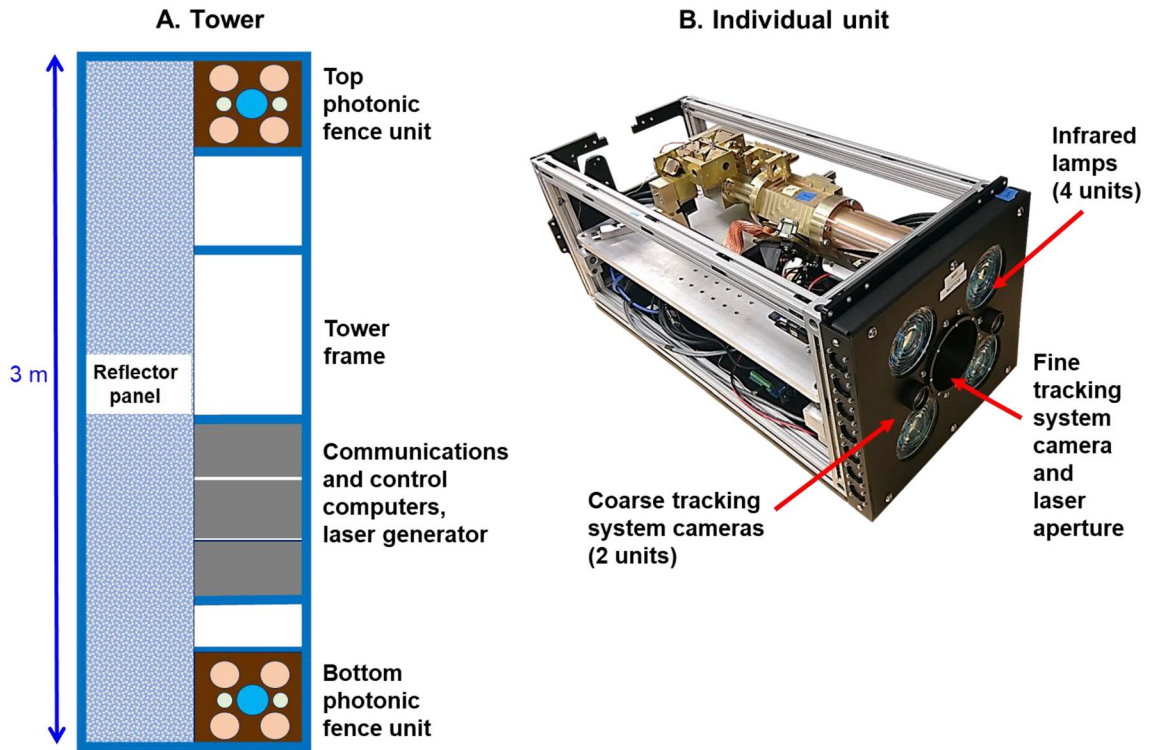 A. Tower
3 m
Reflector
panel
Top
photonic
fence unit
Tower
frame
Communications
and control
computers,
laser generator
Bottom
photonic
fence unit
B. Individual unit
Infrared
lamps
(4 units)
Fine
tracking
system
camera
and
laser
aperture
Coarse tracking
system cameras
(2 units)